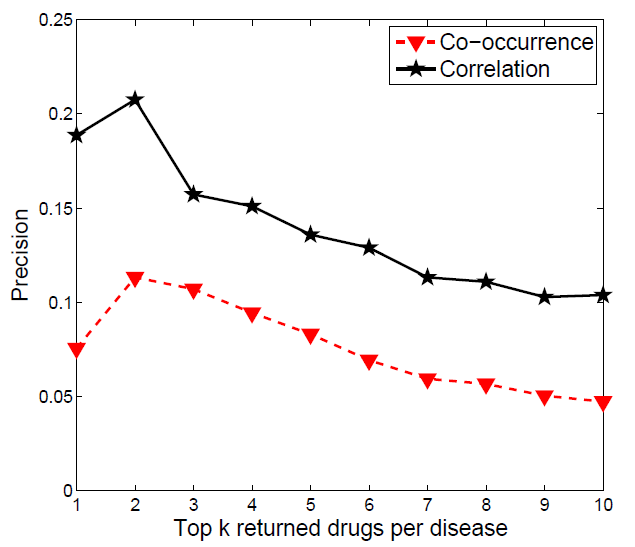 0.25
0.2
0.15
0.1
0.05
0
Precision
Co-occurrence
Correlation
1 2 3 4 5 6 7 8 9 10
Top k returned drugs per disease